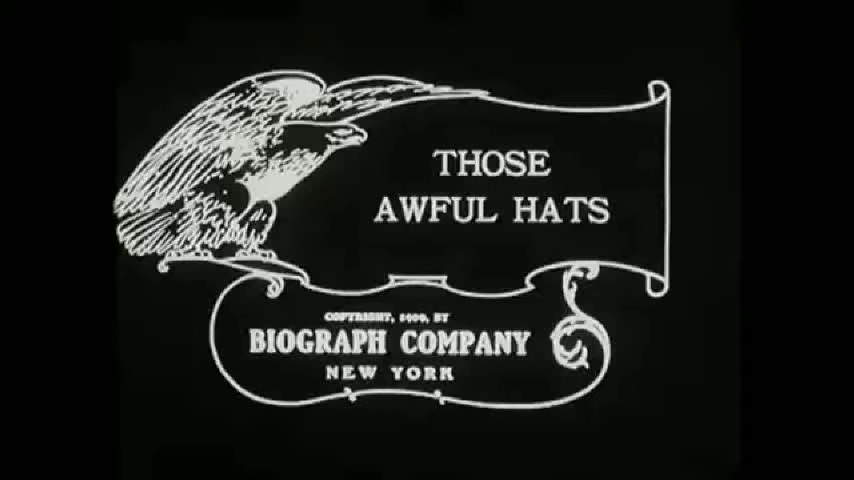 THOSE
AWFUL HATS
COPYRIGHT, 1909, BY
BIOGRAPH COMPANY
NEW YORK